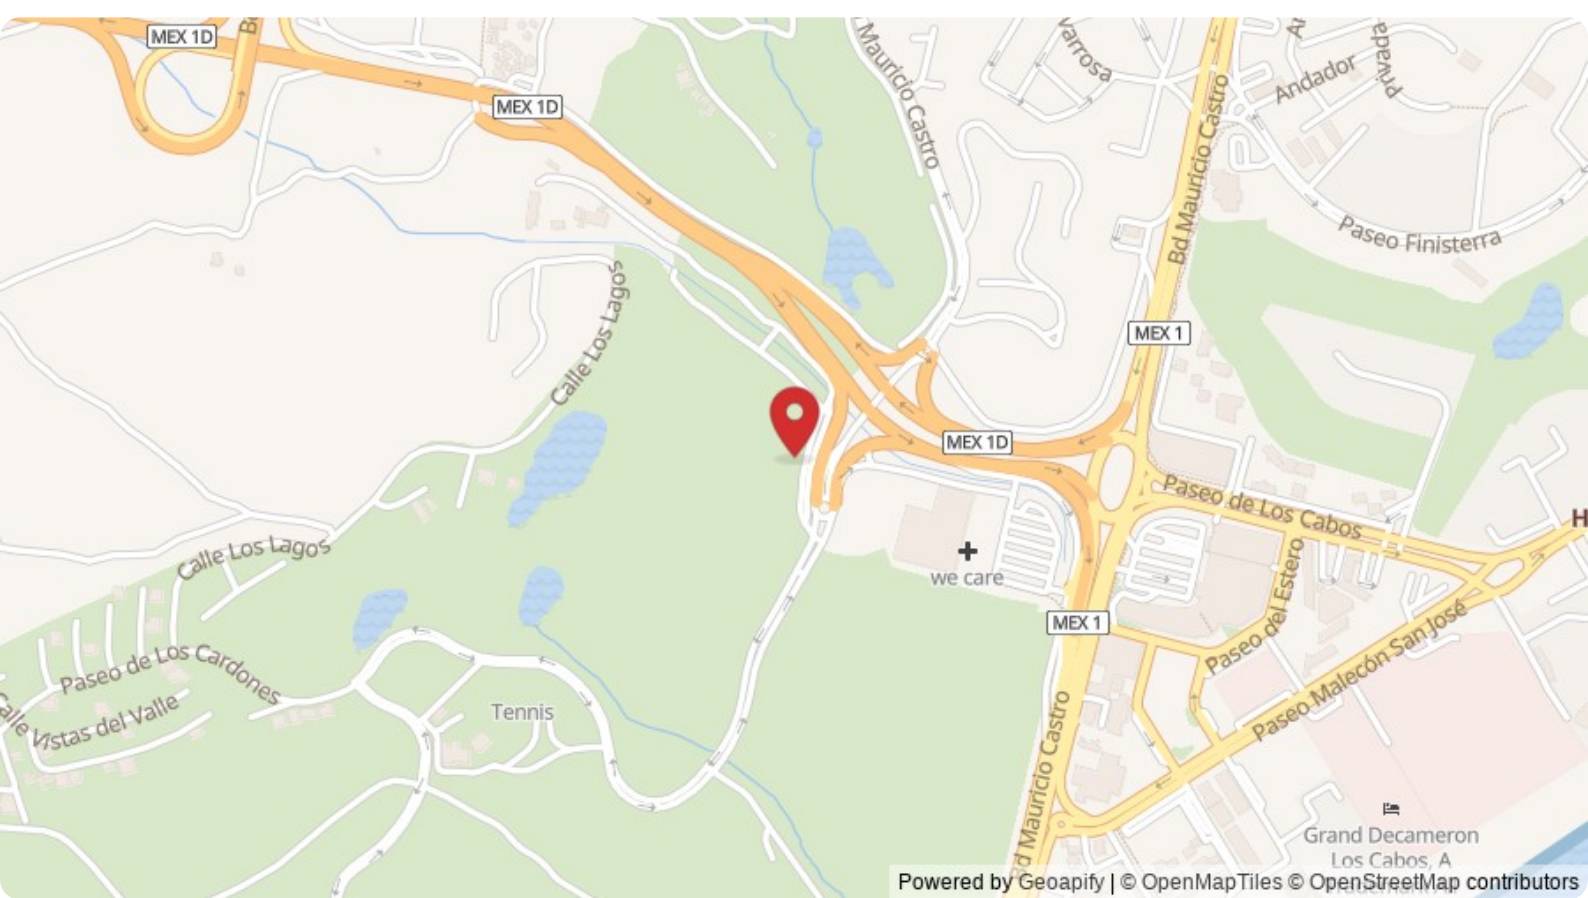 MEX 1D
MEX 1D
Mauricio Castro
Varrosa
Andador
Privada
Bd Mauricio Castro
Paseo Finisterra
Calle Los Lagos
MEX 1
MEX 1D
Paseo de Los Cabos
Calle Los Lagos
we care
Paseo del Estero
MEX 1
Paseo Malecón San José
Paseo de Los Cardones
Calle Vistas del Valle
Tennis
Bd Mauricio Castro
Grand Decameron
Los Cabos, A
Powered by Geoapify | © OpenMapTiles © OpenStreetMap contributors